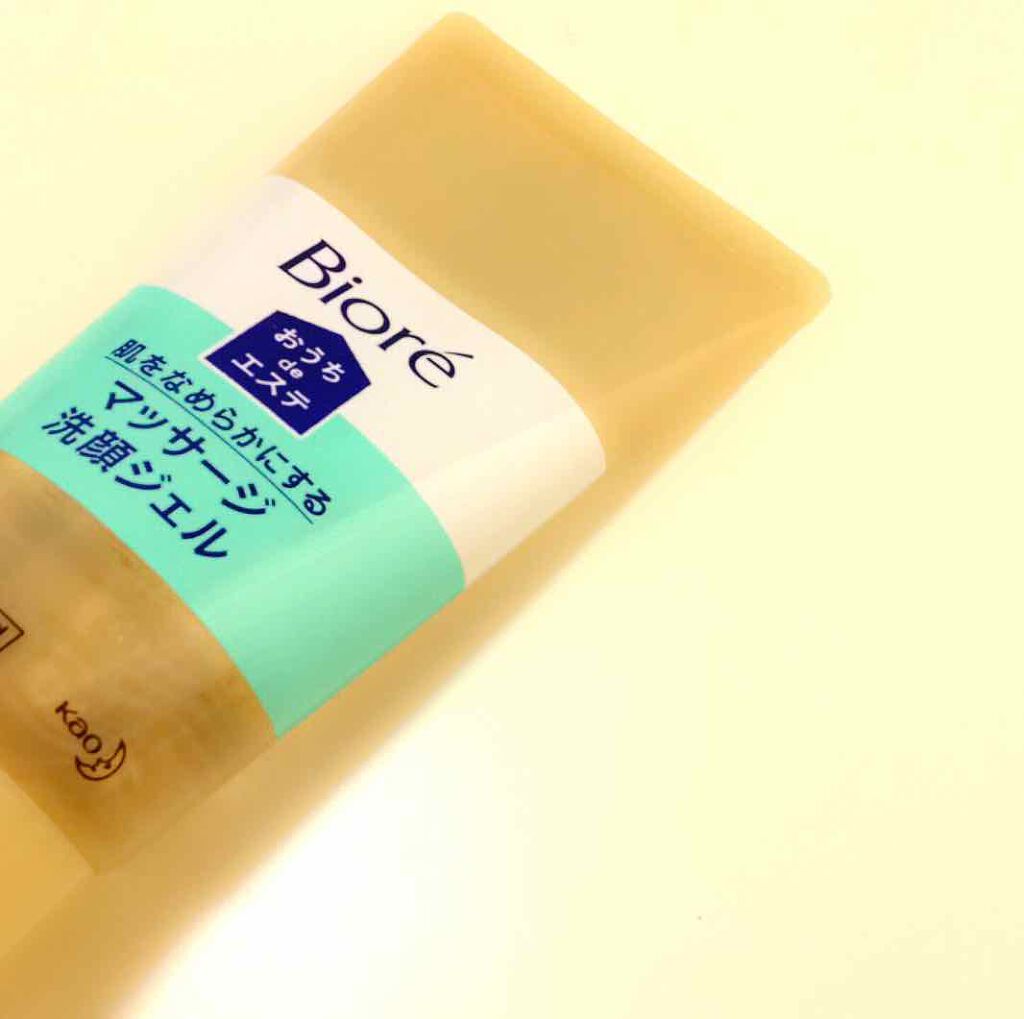 Bioré
おうち
de
エステ
肌をなめらかにする
マッサージ
洗顔ジェル
Kao